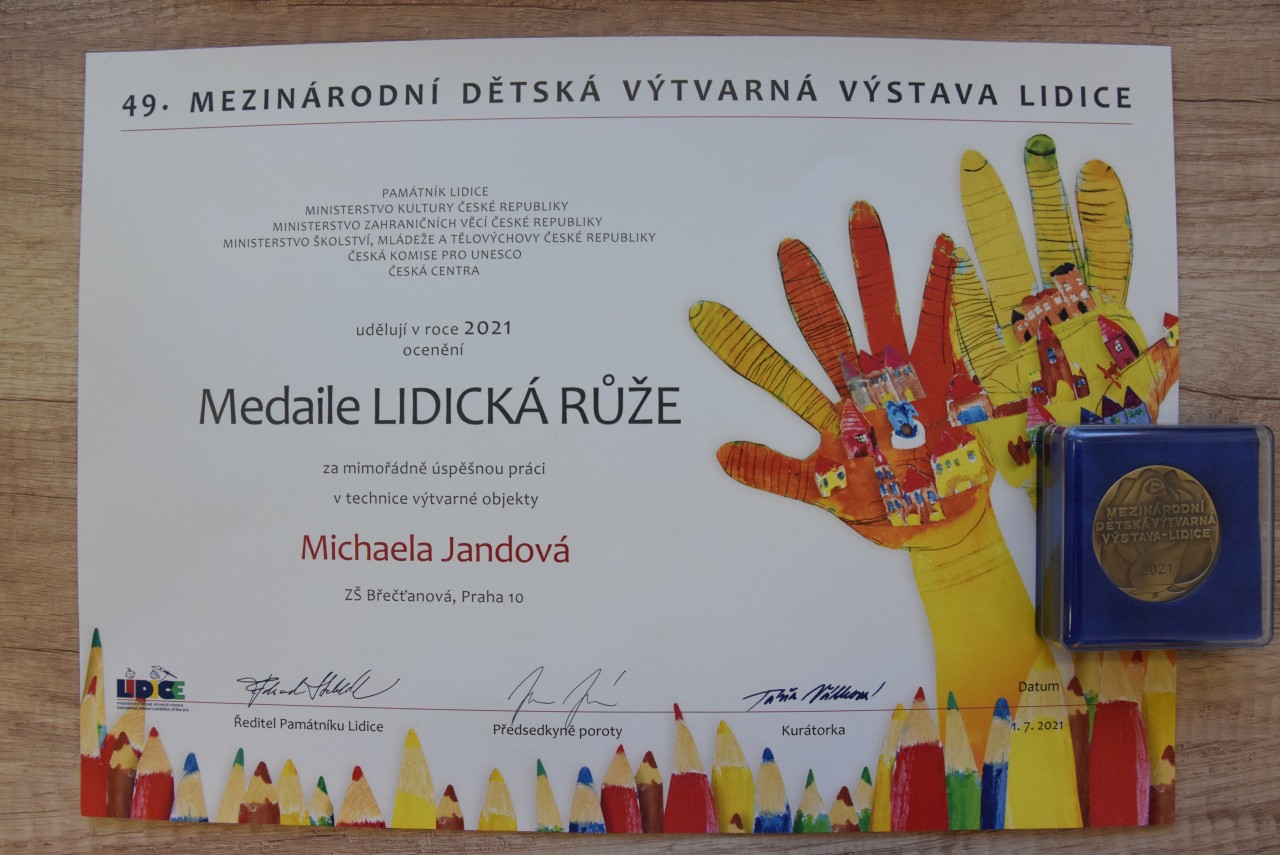 49. MEZINÁRODNÍ DĚTSKÁ VÝTVARNÁ VÝSTAVA LIDICE
PAMÁTNÍK LIDICE
MINISTERSTVO KULTURY ČESKÉ REPUBLIKY
MINISTERSTVO ZAHRANIČNÍCH VĚCÍ ČESKÉ REPUBLIKY
MINISTERSTVO ŠKOLSTVÍ, MLÁDEŽE A TĚLOVÝCHOVY ČESKÉ REPUBLIKY
ČESKÁ KOMISE PRO UNESCO
ČESKÁ CENTRA
udělují v roce 2021
ocenění
Medaile LIDICKÁ RŮŽE
za mimořádně úspěšnou práci
v technice výtvarné objekty
Michaela Jandová
ZŠ Břečťanová, Praha 10
MEZINÁRODNÍ
DĚTSKÁ VÝTVARNÁ
VÝSTAVA-LIDICE
2021
LIDICE
Ředitel Památníku Lidice
Předsedkyně poroty
Kurátorka
Datum
1. 7. 2021